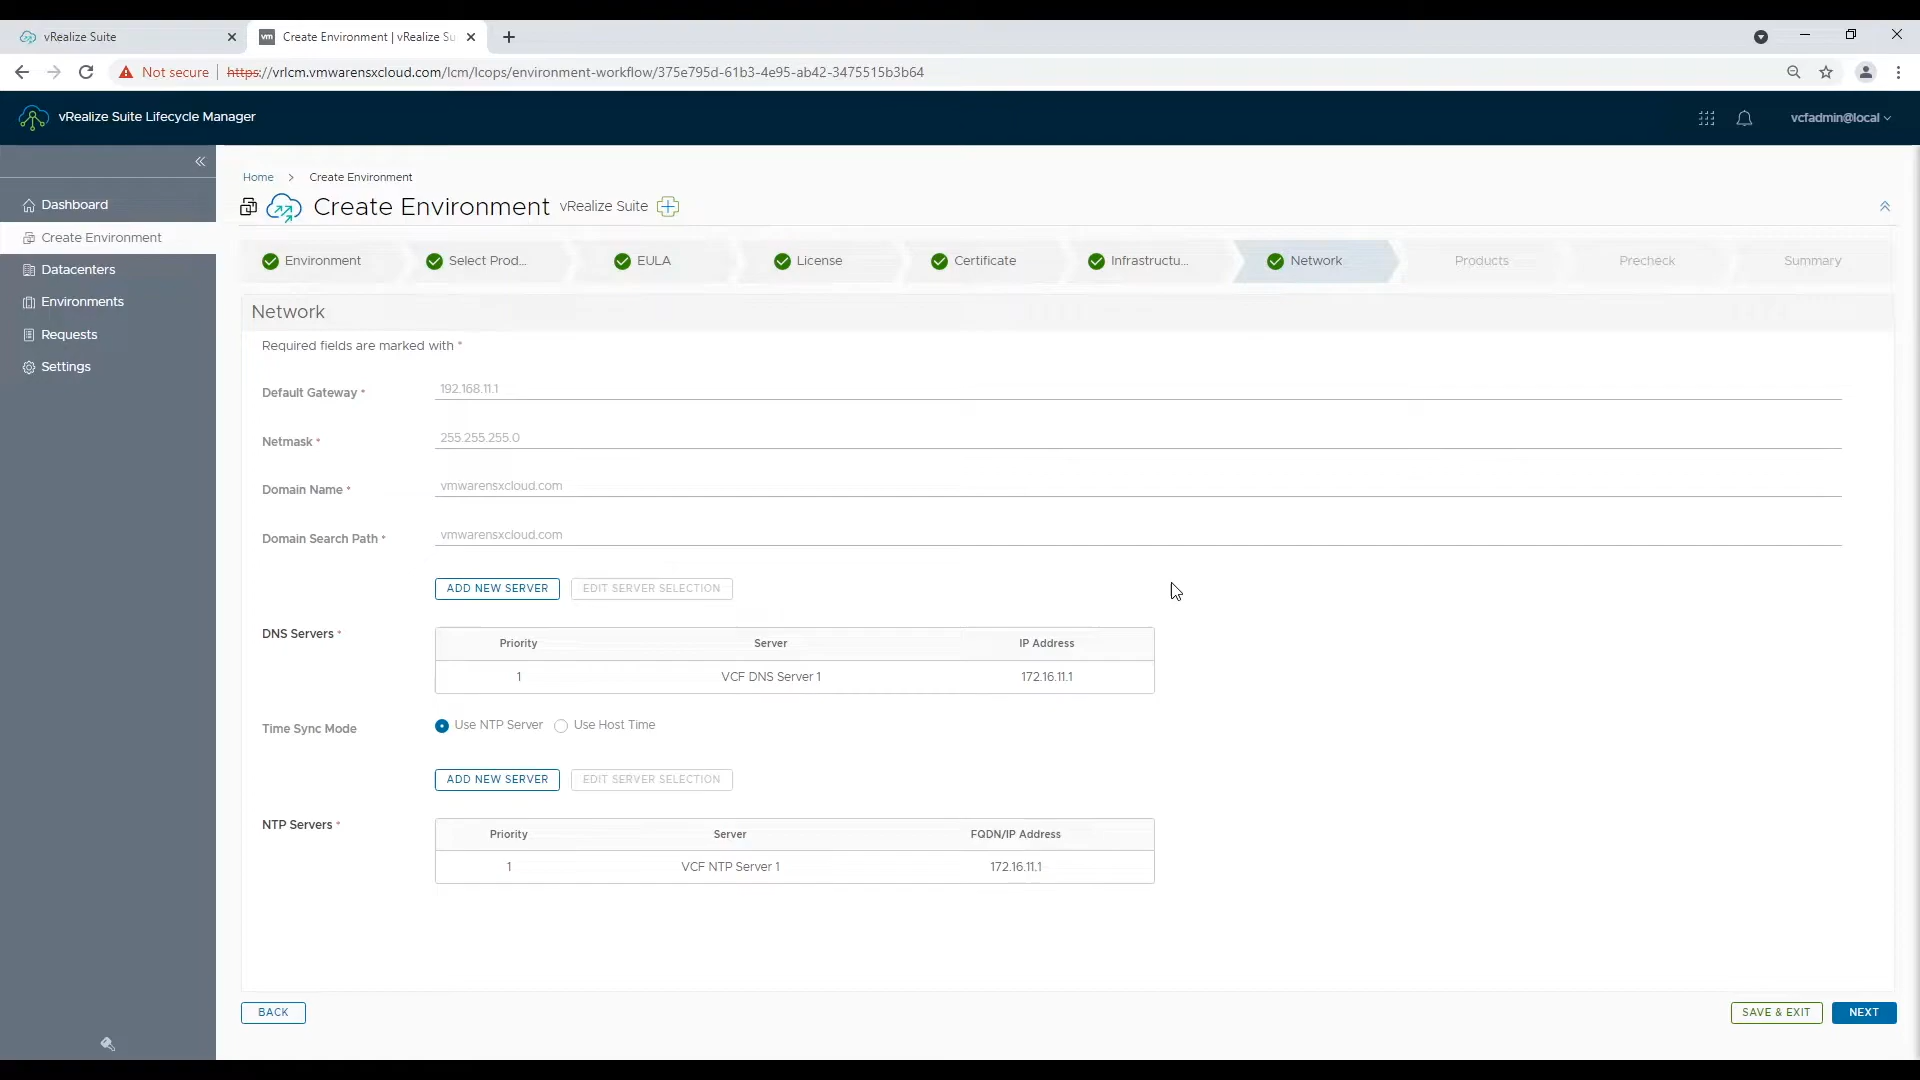 vRealize Suite
vm Create Environment | vRealize Su
Not secure https://vrlcm.vmwarensxcloud.com/lcm/lcops/environment-workflow/375e795d-61b3-4e95-ab42-3475515b3b64
vRealize Suite Lifecycle Manager
vcfadmin@local
Dashboard
Create Environment
Datacenters
Environments
Requests
Settings
Home > Create Environment
Create Environment vRealize Suite
Environment Select Prod... EULA License Certificate Infrastructu... Network Products Precheck Summary
Network
Required fields are marked with *
Default Gateway * 192.168.11.1
Netmask * 255.255.255.0
Domain Name * vmwarensxcloud.com
Domain Search Path * vmwarensxcloud.com
ADD NEW SERVER EDIT SERVER SELECTION
DNS Servers *
Priority Server IP Address
1 VCF DNS Server 1 172.16.11.1
Time Sync Mode Use NTP Server Use Host Time
ADD NEW SERVER EDIT SERVER SELECTION
NTP Servers *
Priority Server FQDN/IP Address
1 VCF NTP Server 1 172.16.11.1
BACK SAVE & EXIT NEXT